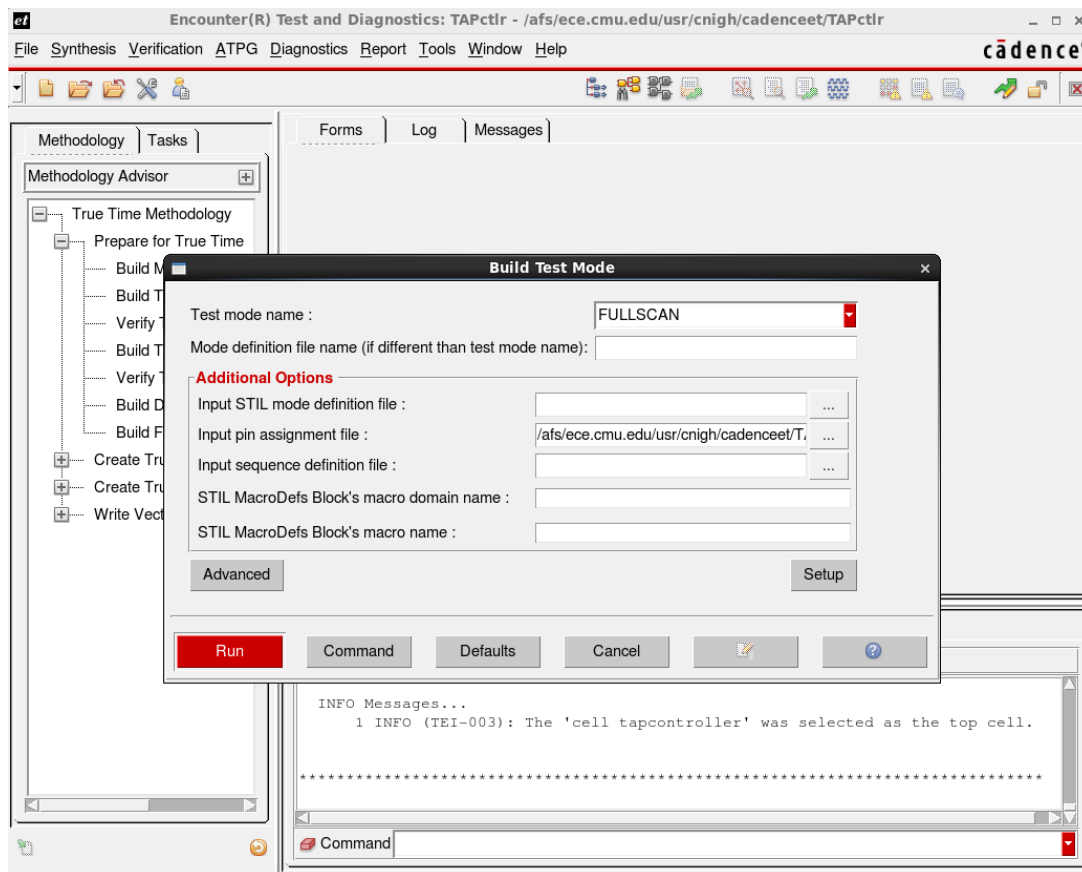 et
Encounter(R) Test and Diagnostics: TAPctlr - /afs/ece.cmu.edu/usr/cnigh/cadenceet/TAPctlr
File Synthesis Verification ATPG Diagnostics Report Tools Window Help
cādence
Methodology Tasks
Forms Log Messages
Methodology Advisor
True Time Methodology
Prepare for True Time
Build M
Build T
Verify T
Build T
Verify T
Build D
Build F
Create Tru
Create Tru
Write Vect
Build Test Mode
Test mode name :
FULLSCAN
Mode definition file name (if different than test mode name):
Additional Options
Input STIL mode definition file :
...
Input pin assignment file :
/afs/ece.cmu.edu/usr/cnigh/cadenceet/T
...
Input sequence definition file :
...
STIL MacroDefs Block's macro domain name :
STIL MacroDefs Block's macro name :
Advanced
Setup
Run Command Defaults Cancel ?
INFO Messages...
1 INFO (TEI-003): The 'cell tapcontroller' was selected as the top cell.
********************************************************************************
Command